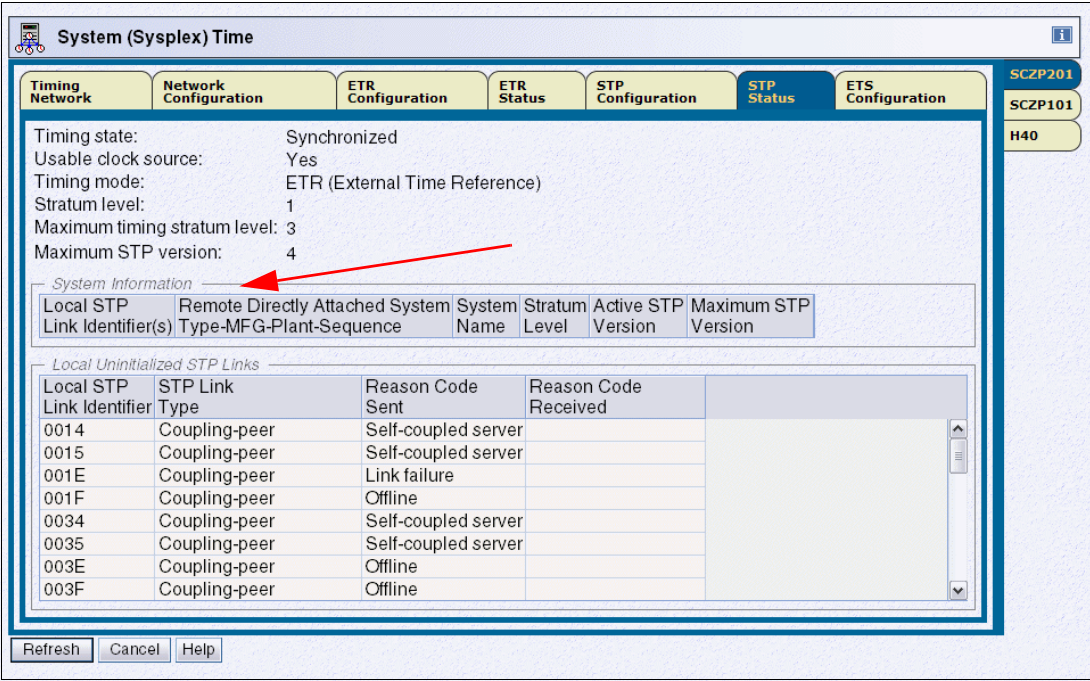 System (Sysplex) Time
i
Timing Network
Network Configuration
ETR Configuration
ETR Status
STP Configuration
STP Status
ETS Configuration
SCZP201
SCZP101
H40
Timing state: Synchronized
Usable clock source: Yes
Timing mode: ETR (External Time Reference)
Stratum level: 1
Maximum timing stratum level: 3
Maximum STP version: 4
System Information
Local STP Link Identifier(s) Remote Directly Attached System Type-MFG-Plant-Sequence System Name Stratum Level Active STP Version Maximum STP Version
Local Uninitialized STP Links
Local STP Link Identifier STP Link Type Reason Code Sent Reason Code Received
0014 Coupling-peer Self-coupled server
0015 Coupling-peer Self-coupled server
001E Coupling-peer Link failure
001F Coupling-peer Offline
0034 Coupling-peer Self-coupled server
0035 Coupling-peer Self-coupled server
003E Coupling-peer Offline
003F Coupling-peer Offline
Refresh Cancel Help